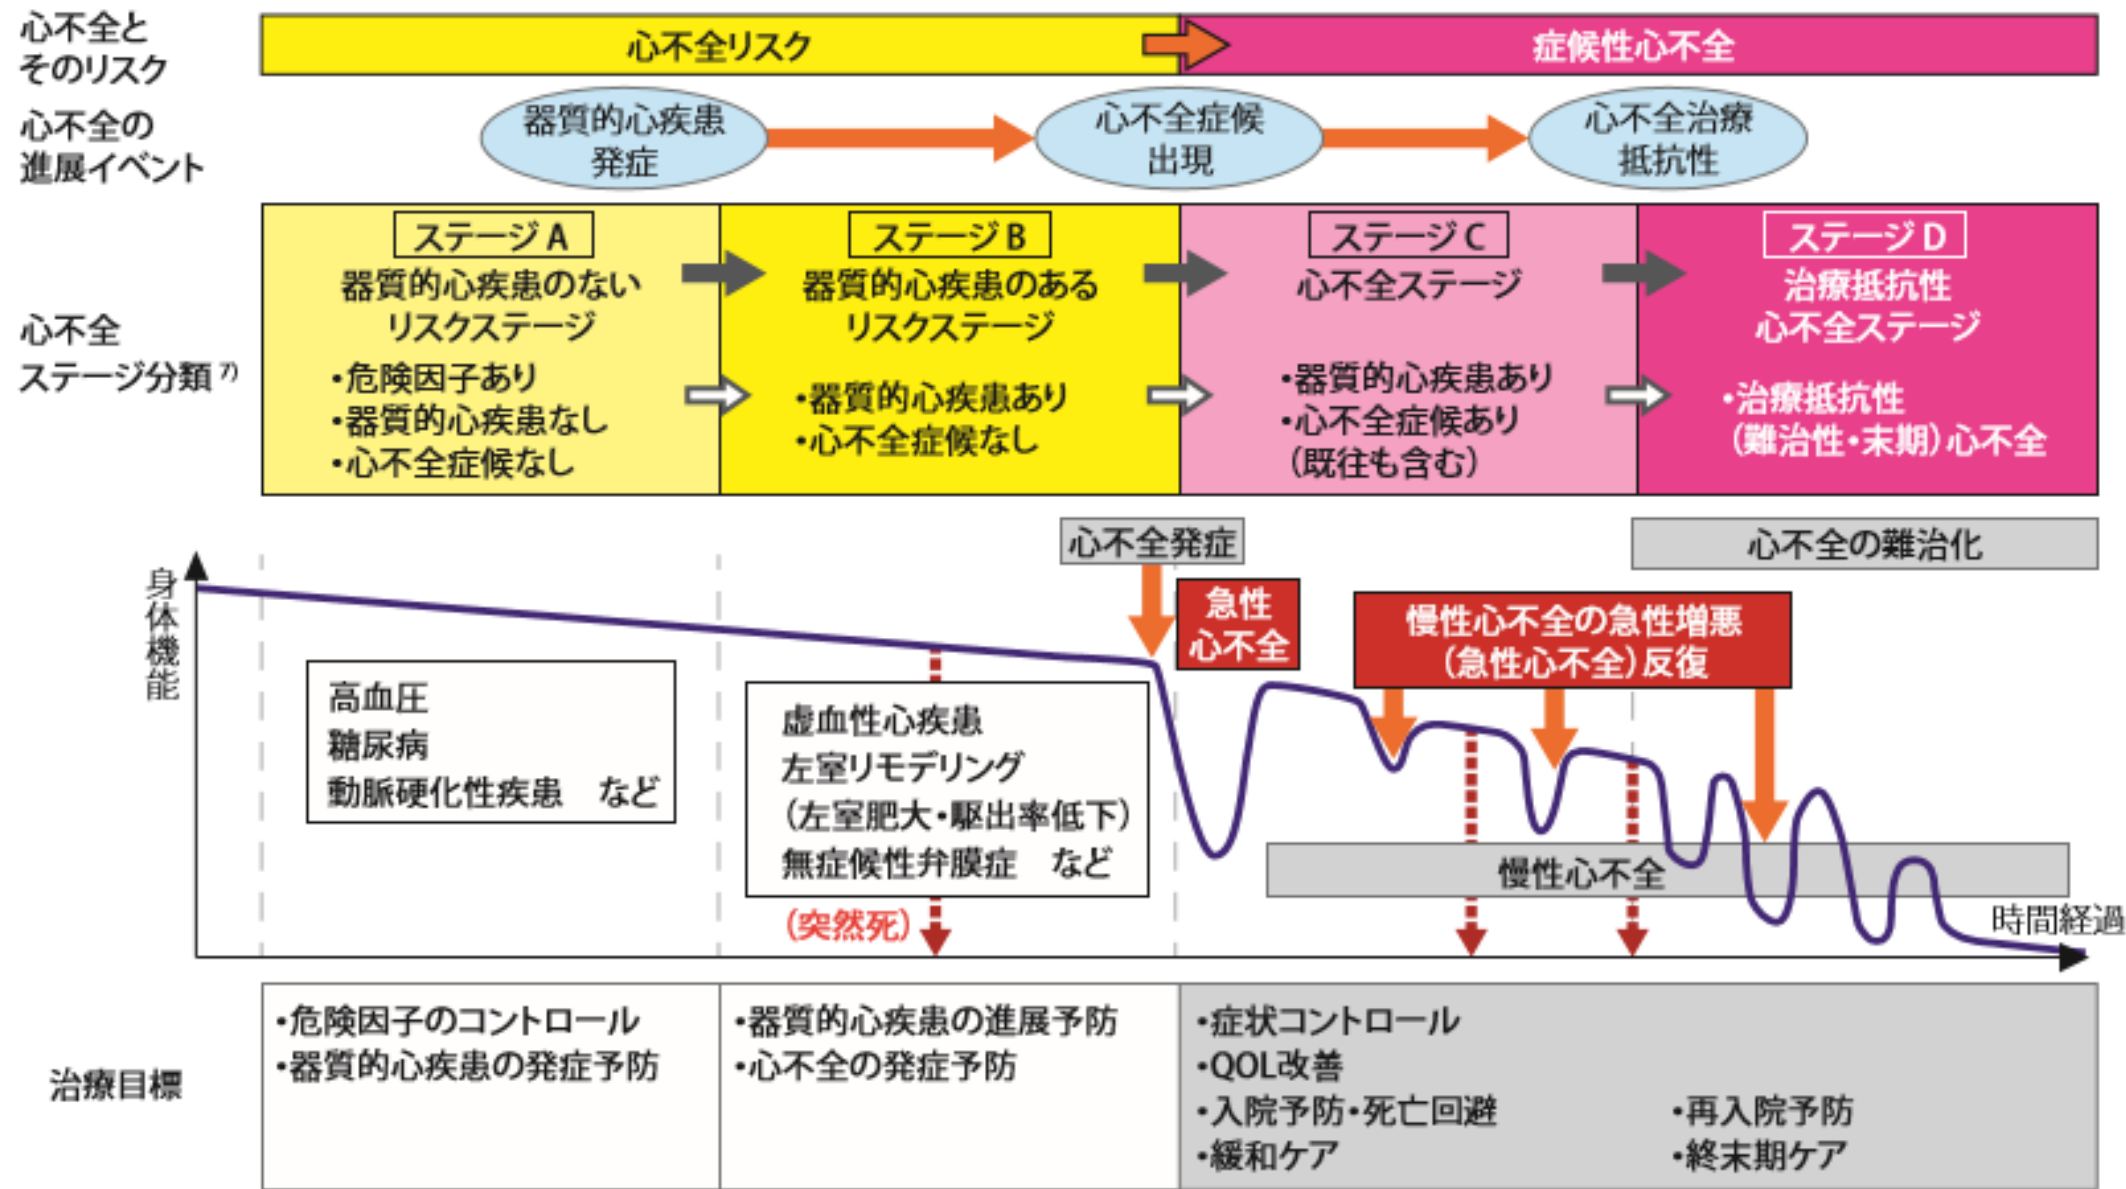 心不全と
そのリスク
心不全リスク
症候性心不全
心不全の
進展イベント
器質的心疾患
発症
心不全症候
出現
心不全治療
抵抗性
心不全
ステージ分類 7)
ステージ A
器質的心疾患のない
リスクステージ
・危険因子あり
・器質的心疾患なし
・心不全症候なし
ステージ B
器質的心疾患のある
リスクステージ
・器質的心疾患あり
・心不全症候なし
ステージ C
心不全ステージ
・器質的心疾患あり
・心不全症候あり
（既往も含む）
ステージ D
治療抵抗性
心不全ステージ
・治療抵抗性
（難治性・末期）心不全
心不全発症
心不全の難治化
身体機能
急性
心不全
慢性心不全の急性増悪
（急性心不全）反復
高血圧
糖尿病
動脈硬化性疾患　など
虚血性心疾患
左室リモデリング
（左室肥大・駆出率低下）
無症候性弁膜症　など
（突然死）
慢性心不全
時間経過
治療目標
・危険因子のコントロール
・器質的心疾患の発症予防
・器質的心疾患の進展予防
・心不全の発症予防
・症状コントロール
・QOL改善
・入院予防・死亡回避
・緩和ケア
・再入院予防
・終末期ケア